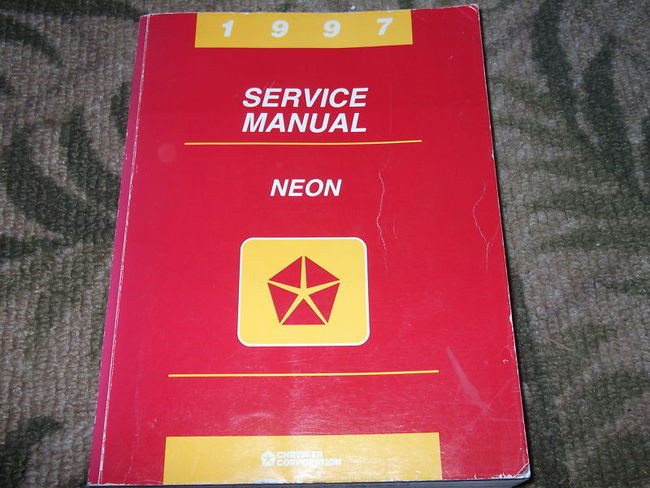 1997
SERVICE
MANUAL
NEON
CHRYSLER
CORPORATION